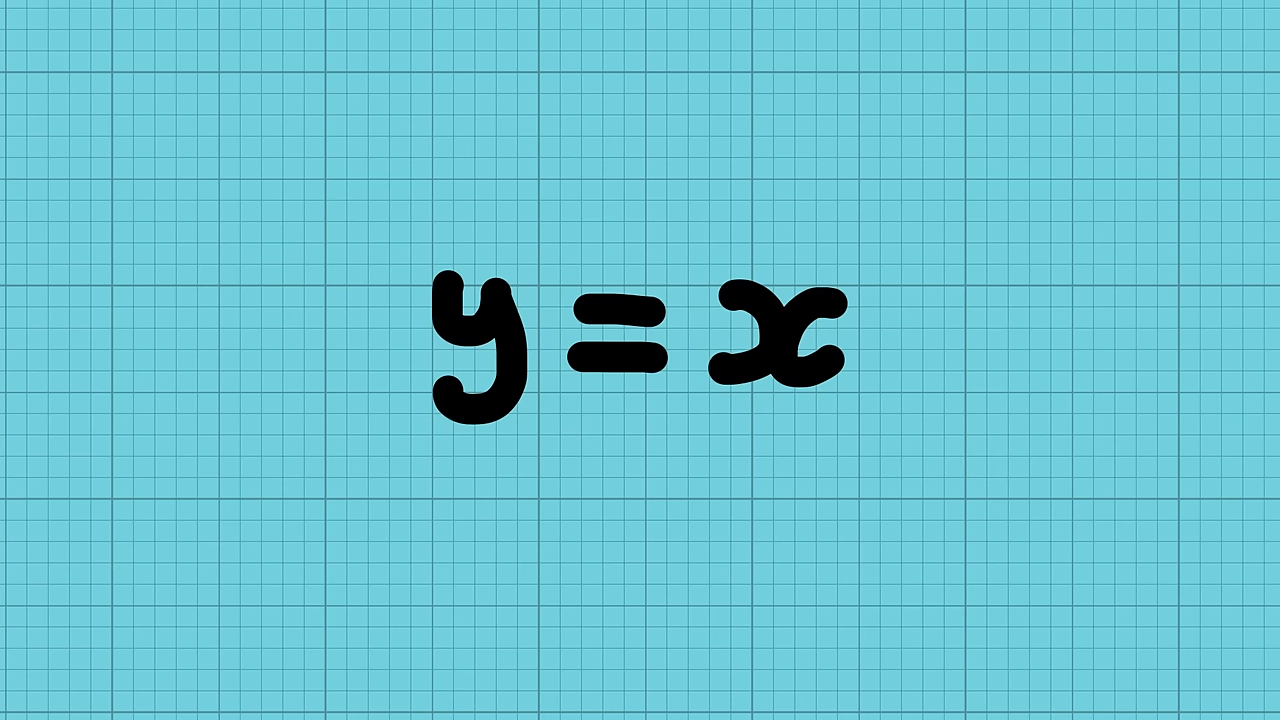 y = x